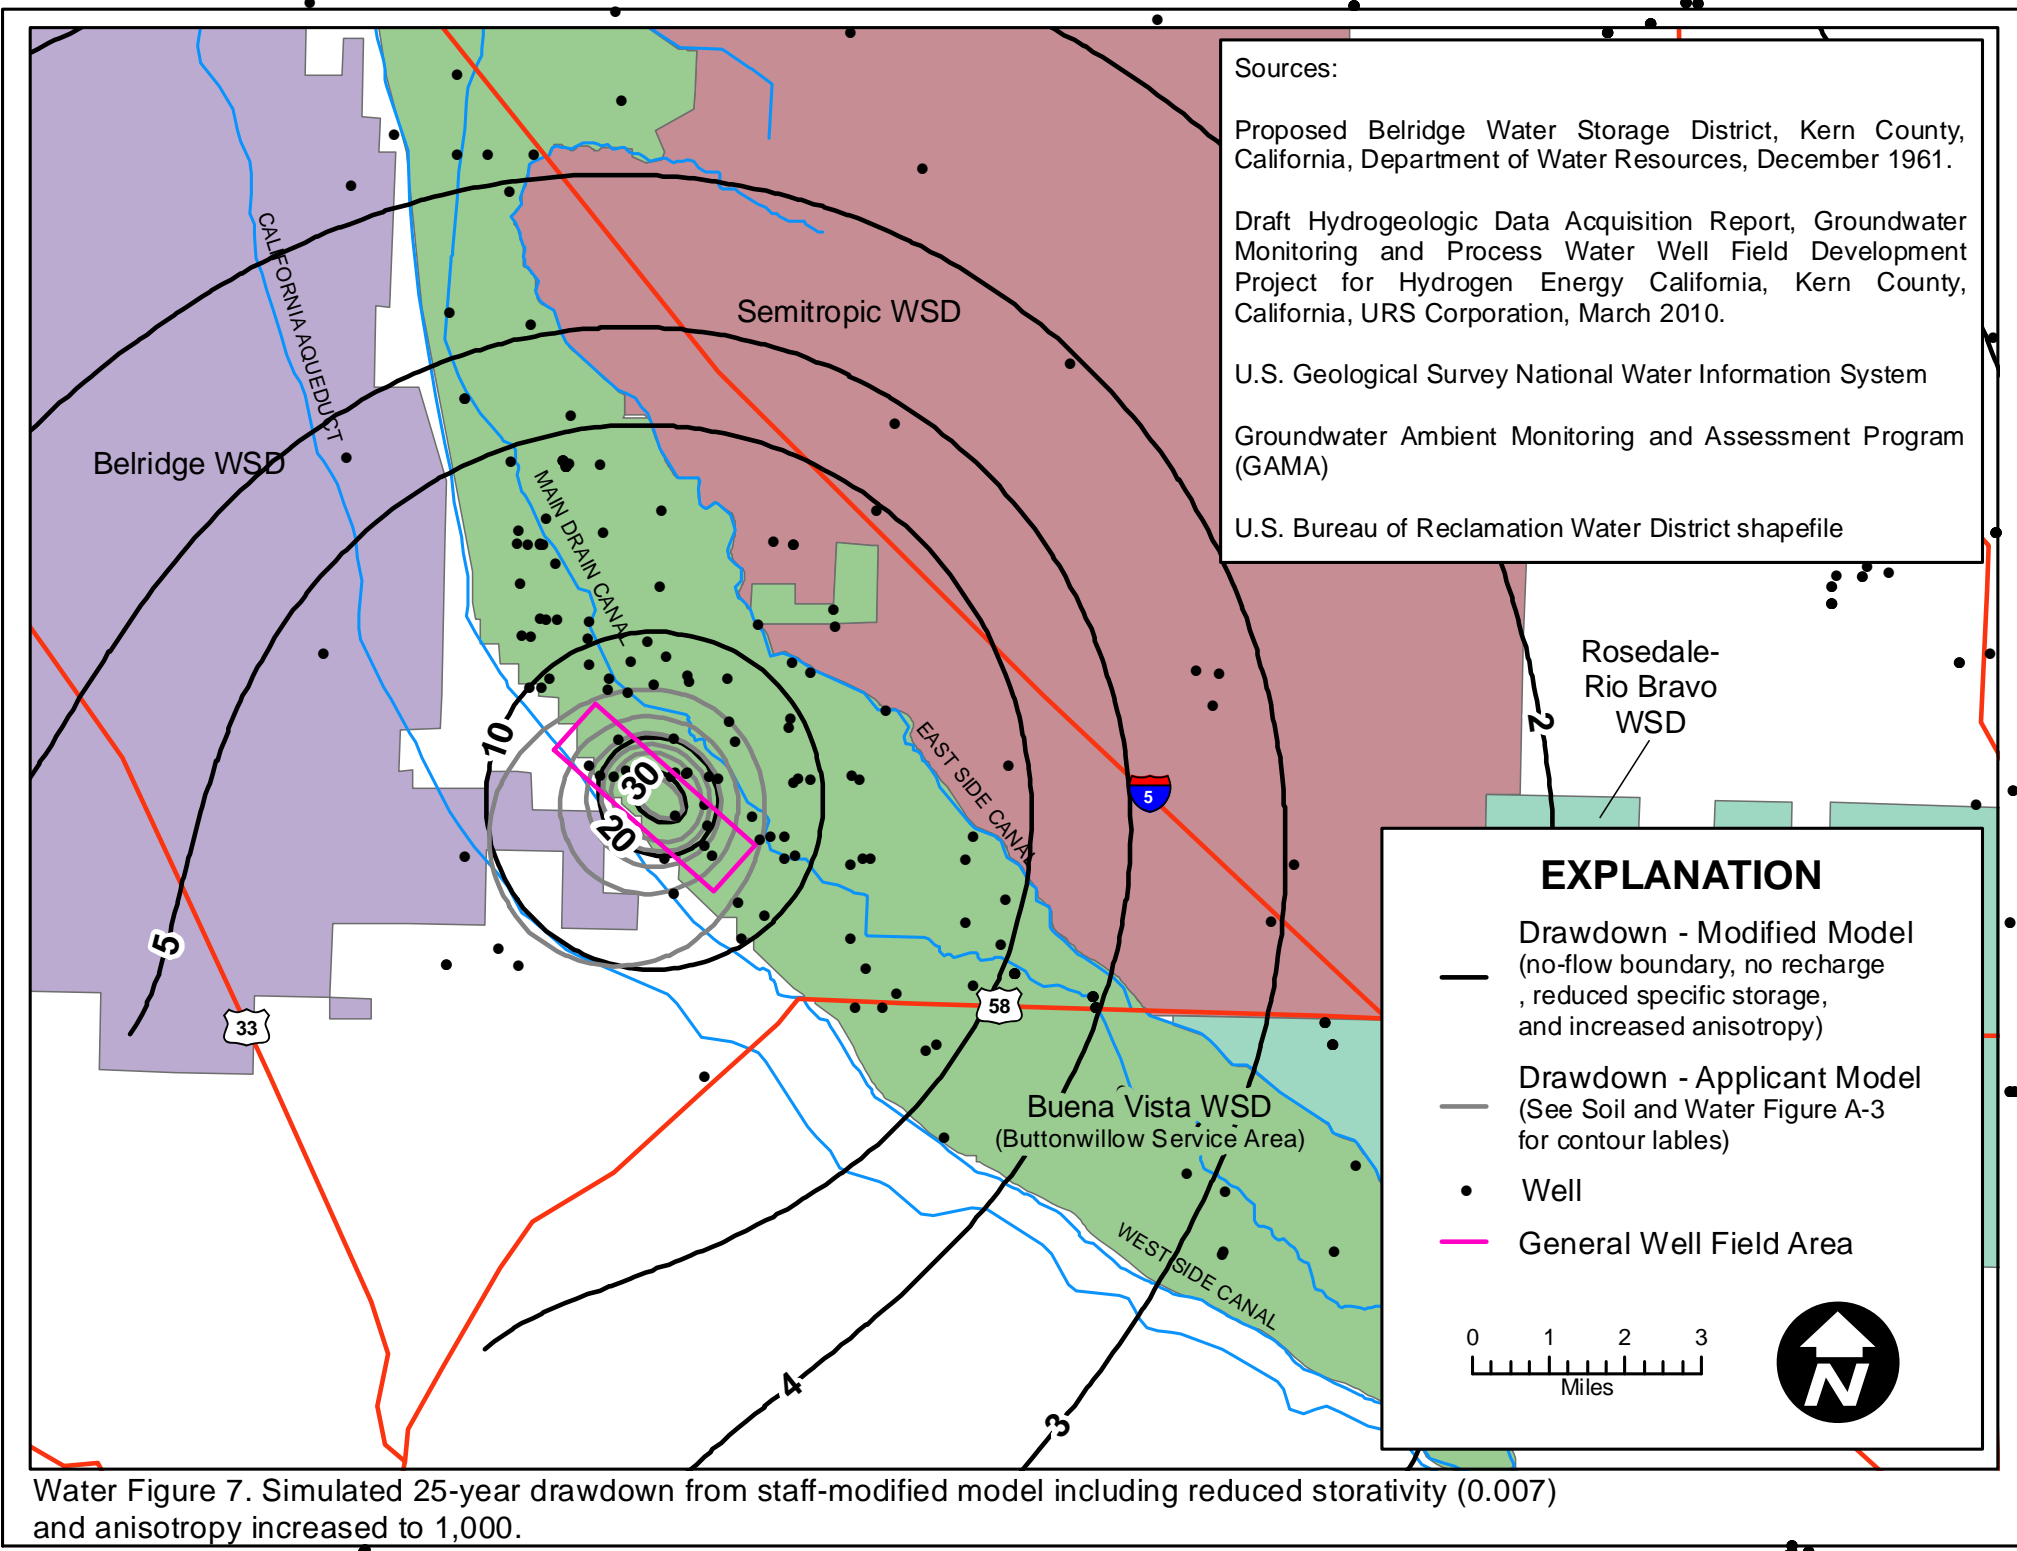 Sources:
Proposed Belridge Water Storage District, Kern County,
California, Department of Water Resources, December 1961.
Draft Hydrogeologic Data Acquisition Report, Groundwater
Monitoring and Process Water Well Field Development
Project for Hydrogen Energy California, Kern County,
California, URS Corporation, March 2010.
U.S. Geological Survey National Water Information System
Groundwater Ambient Monitoring and Assessment Program
(GAMA)
U.S. Bureau of Reclamation Water District shapefile
CALIFORNIA AQUEDUCT
Semitropic WSD
Belridge WSD
MAIN DRAIN CANAL
Rosedale-
Rio Bravo
WSD
2
10
EAST SIDE CANAL
30
5
20
5
33
58
Buena Vista WSD
(Buttonwillow Service Area)
WEST SIDE CANAL
4
3
EXPLANATION
Drawdown - Modified Model
(no-flow boundary, no recharge
, reduced specific storage,
and increased anisotropy)
Drawdown - Applicant Model
(See Soil and Water Figure A-3
for contour lables)
Well
General Well Field Area
0 1 2 3
Miles
N
Water Figure 7. Simulated 25-year drawdown from staff-modified model including reduced storativity (0.007)
and anisotropy increased to 1,000.